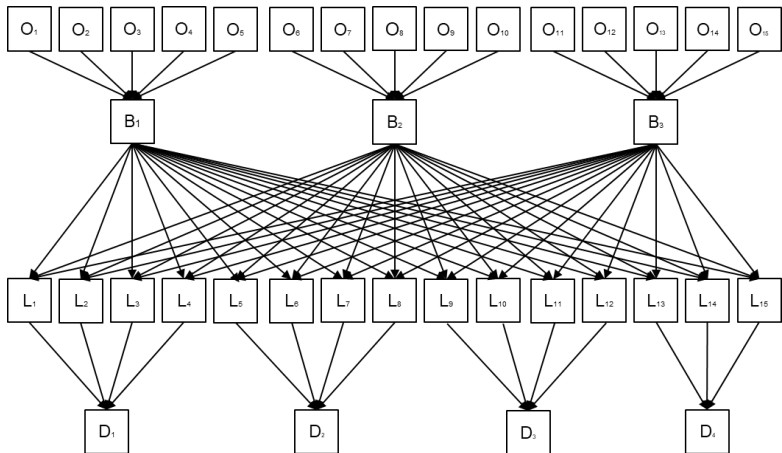 O₁ O₂ O₃ O₄ O₅ O₆ O₇ O₈ O₉ O₁₀ O₁₁ O₁₂ O₁₃ O₁₄ O₁₅
B₁ B₂ B₃
L₁ L₂ L₃ L₄ L₅ L₆ L₇ L₈ L₉ L₁₀ L₁₁ L₁₂ L₁₃ L₁₄ L₁₅
D₁ D₂ D₃ D₄